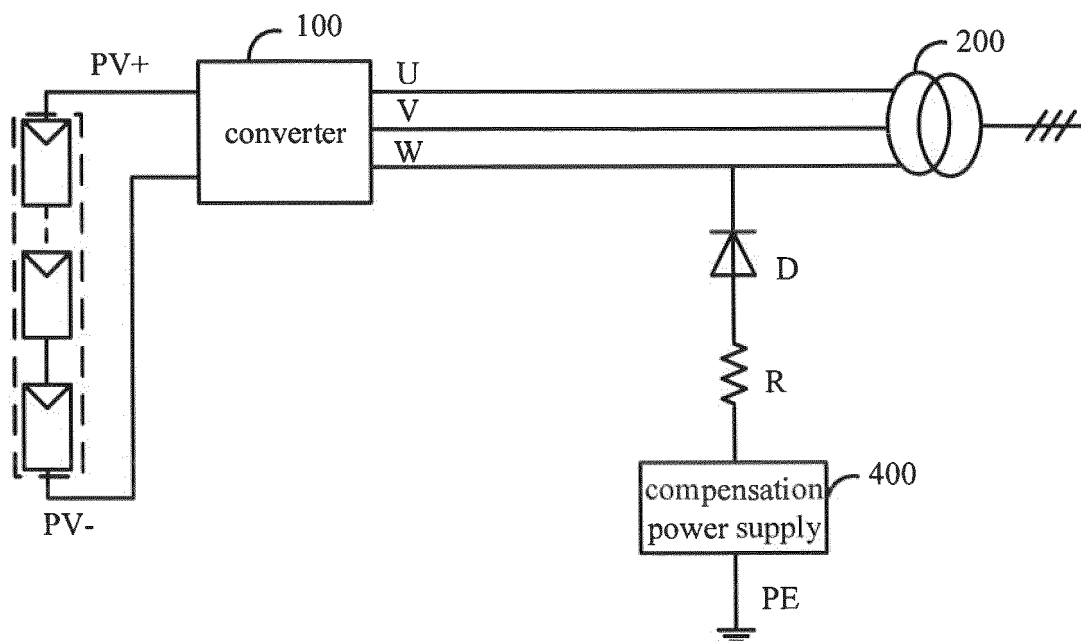 100
200
PV+
U
V
converter
W
D
R
400
compensation
power supply
PV-
PE